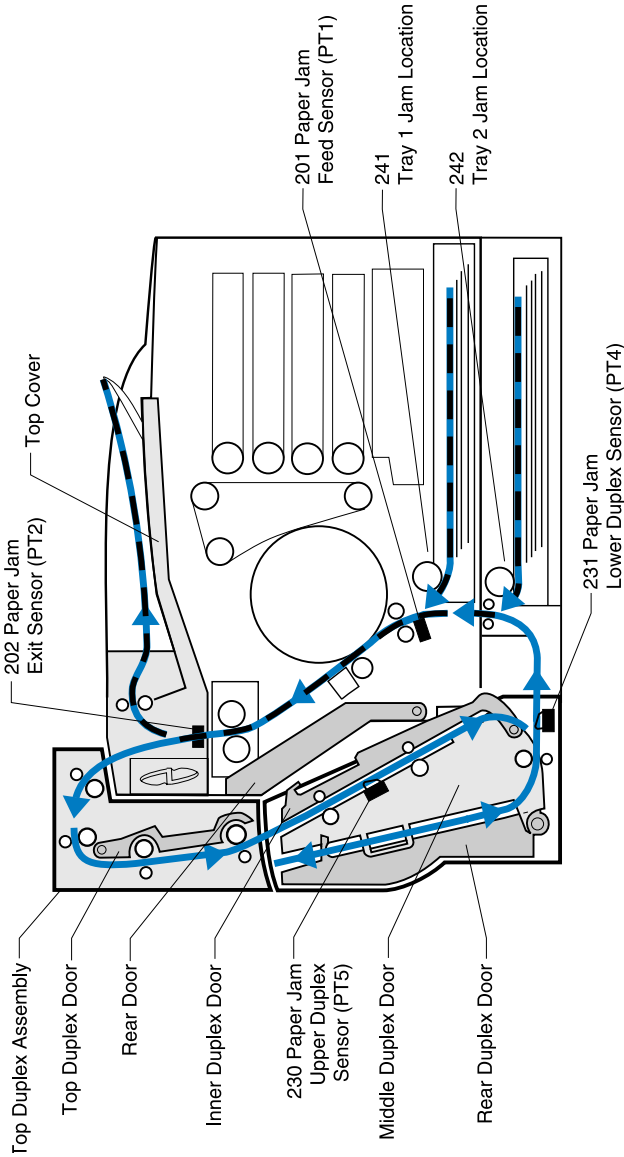 201 Paper Jam
Feed Sensor (PT1)
241
Tray 1 Jam Location
242
Tray 2 Jam Location
Top Cover
202 Paper Jam
Exit Sensor (PT2)
231 Paper Jam
Lower Duplex Sensor (PT4)
Top Duplex Assembly
Top Duplex Door
Rear Door
Inner Duplex Door
230 Paper Jam
Upper Duplex
Sensor (PT5)
Middle Duplex Door
Rear Duplex Door